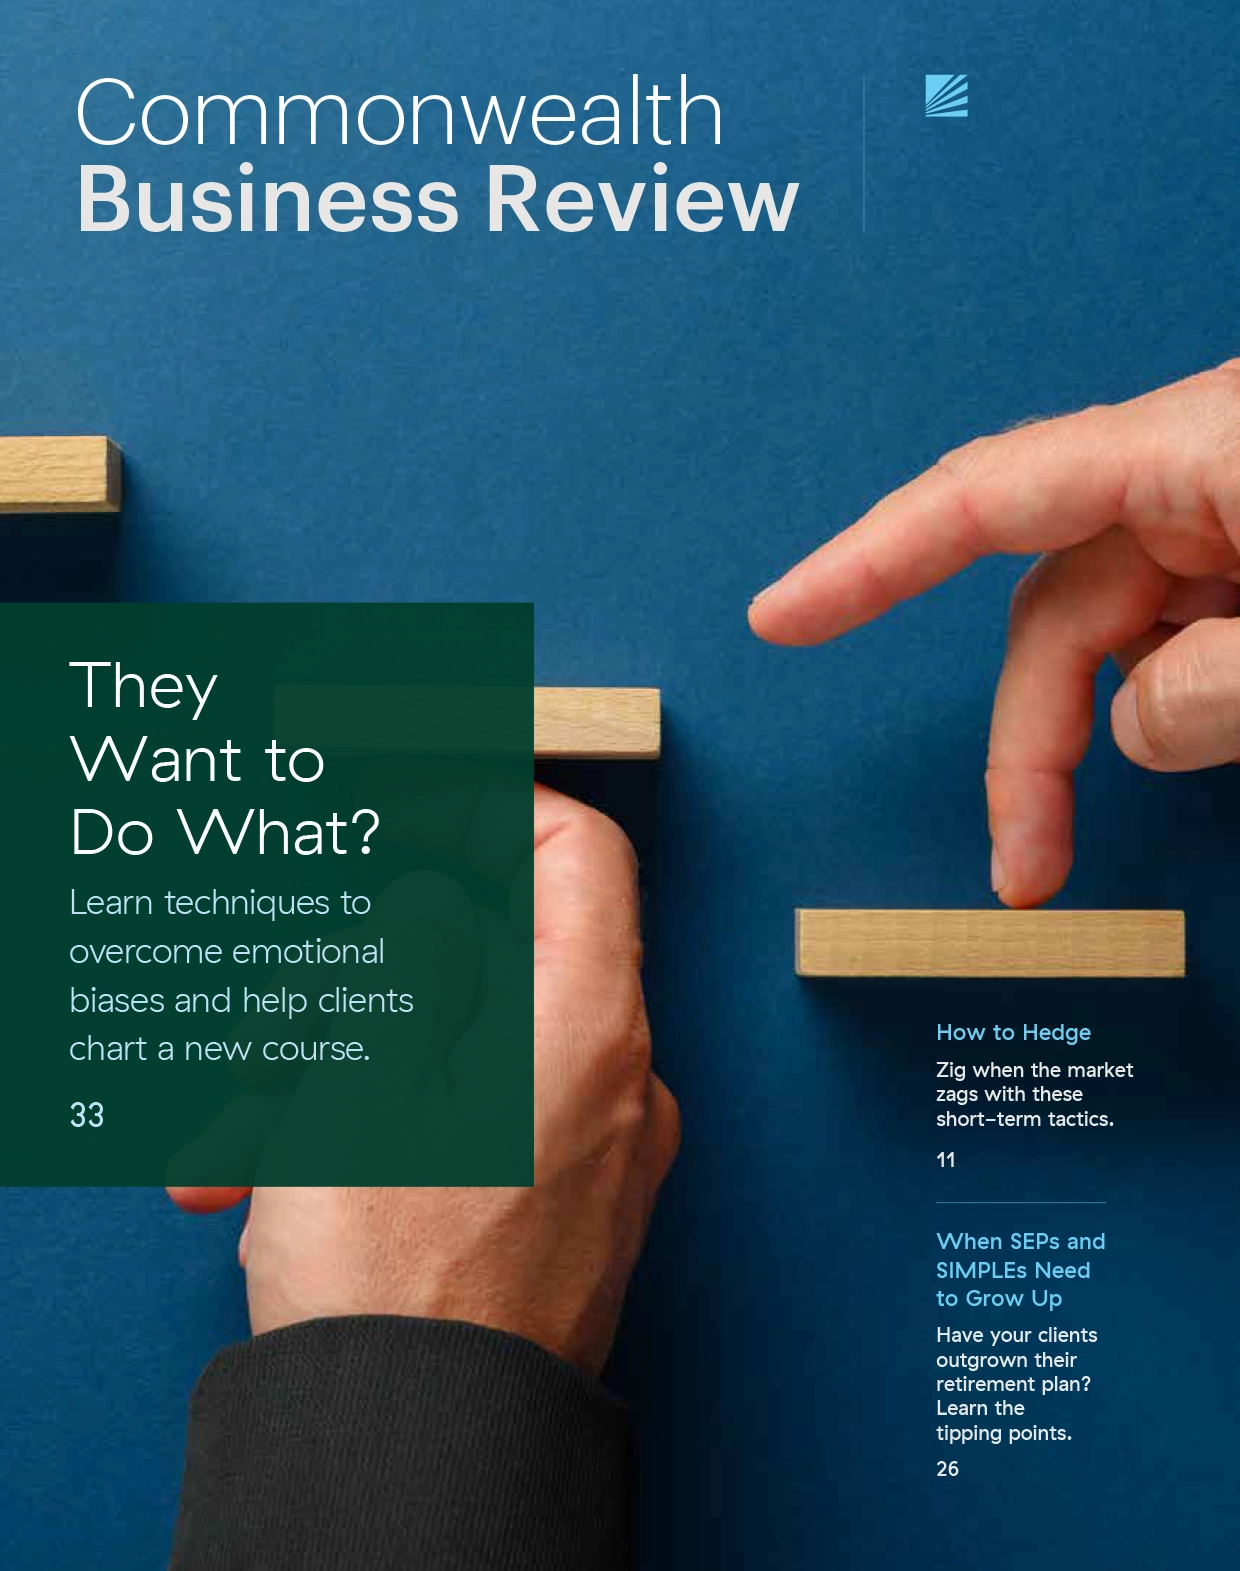 Commonwealth
Business Review
They
Want to
Do What?
Learn techniques to
overcome emotional
biases and help clients
chart a new course.
33
How to Hedge
Zig when the market
zags with these
short–term tactics.
11
When SEPs and
SIMPLEs Need
to Grow Up
Have your clients
outgrown their
retirement plan?
Learn the
tipping points.
26